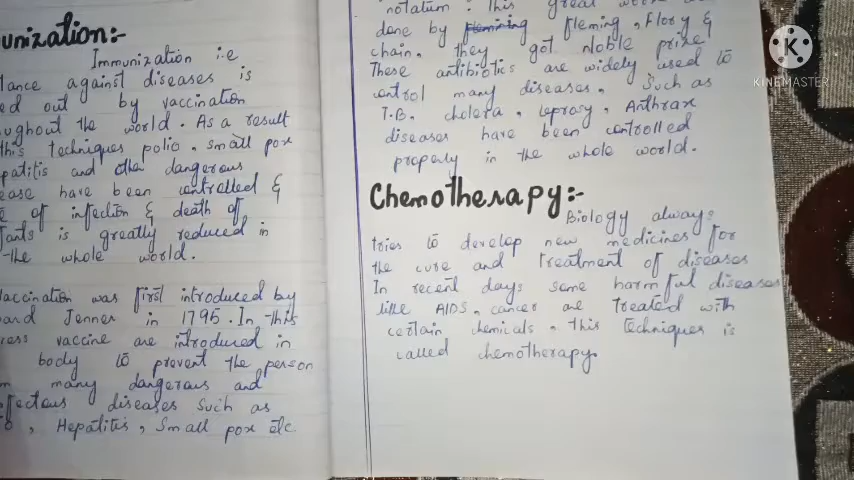 unization:-
Immunization i.e
tance against diseases is
ed out by vaccination
oughout the world. As a result
this techniques polio, small pox
patitis and other dangerous
ease have been controlled &
e of infection & death of
fants is greatly reduced in
the whole world.
Vaccination was first introduced by
ward Jenner in 1795. In this
cess vaccine are introduced in
body to prevent the person
m many dangerous and
fectous diseases such as
, Hepatitis, Small pox etc
notatum. This great work
done by fleming, Flory &
chain. they got Noble prize
These antibiotics are widely used to
control many diseases. Such as
T.B. cholera, leprosy, Anthrax
diseases have been controlled
properly in the whole world.
Chemotherapy:-
Biology always
tries to develop new medicines for
the cure and treatment of diseases
In recent days some harmful diseases
like AIDS, cancer are treated with
certain chemicals, this techniques is
called chemotherapy.
KINEMASTER